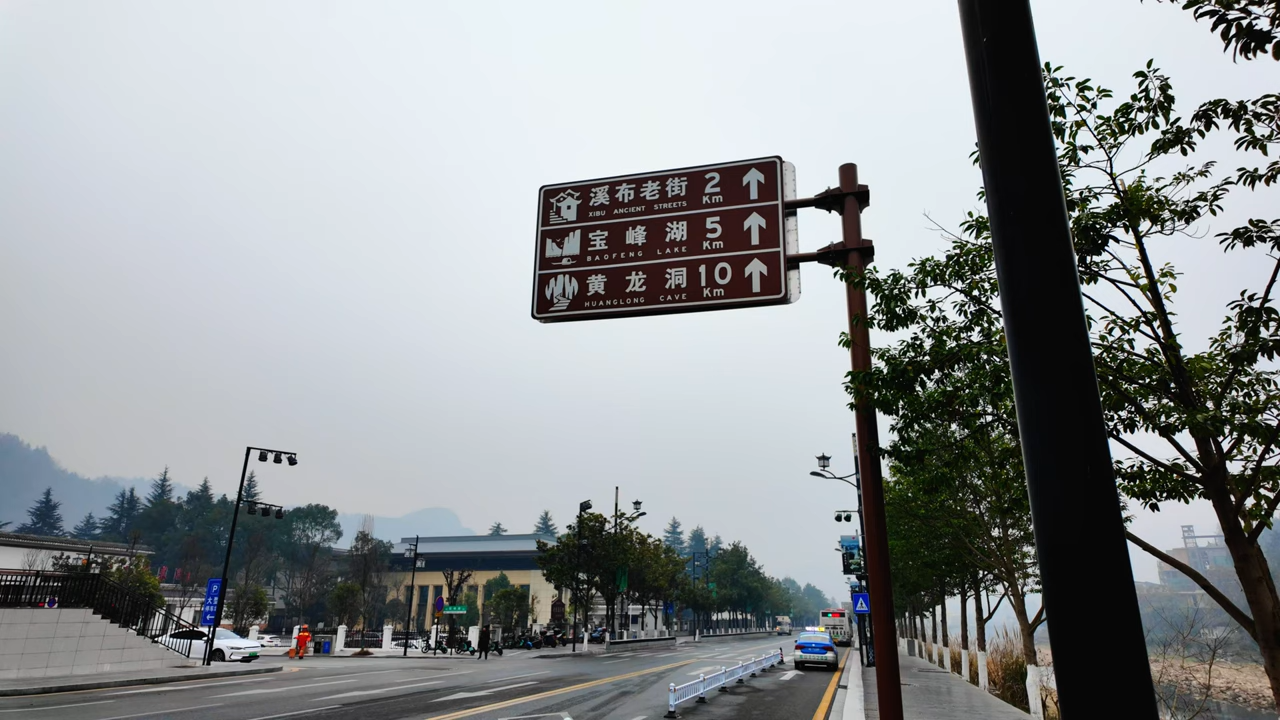 溪布老街 2 Km
XIBU ANCIENT STREETS
宝峰湖 5 Km
BAOFENG LAKE
黄龙洞 10 Km
HUANGLONG CAVE
P